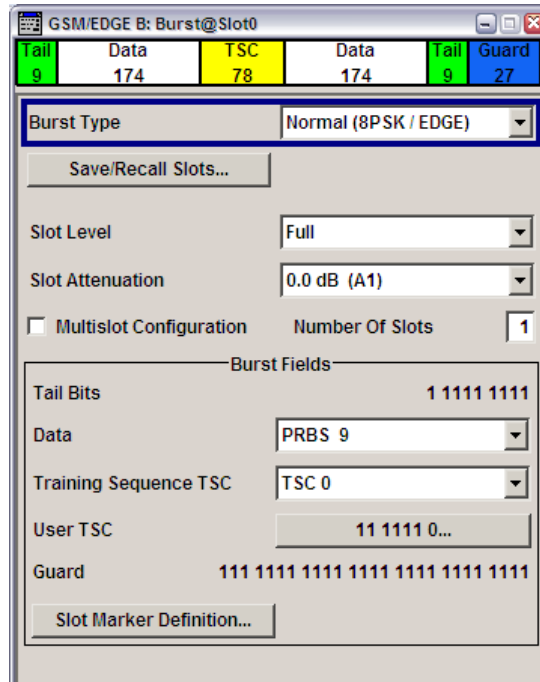 GSM/EDGE B: Burst@Slot0
Tail Data TSC Data Tail Guard
9 174 78 174 9 27
Burst Type Normal (8PSK / EDGE)
Save/Recall Slots...
Slot Level Full
Slot Attenuation 0.0 dB (A1)
Multislot Configuration Number Of Slots 1
Burst Fields
Tail Bits 1 1111 1111
Data PRBS 9
Training Sequence TSC TSC 0
User TSC 11 1111 0...
Guard 111 1111 1111 1111 1111 1111 1111
Slot Marker Definition...